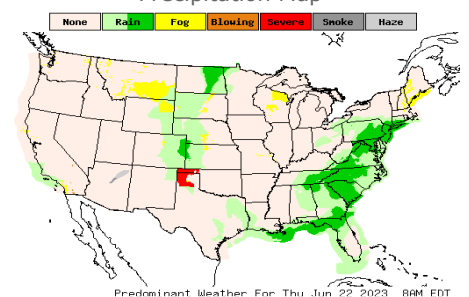 Precipitation Map
None Rain Fog Blowing Severe Smoke Haze
Predominant Weather For Thu Jun 22 2023 8AM EDT